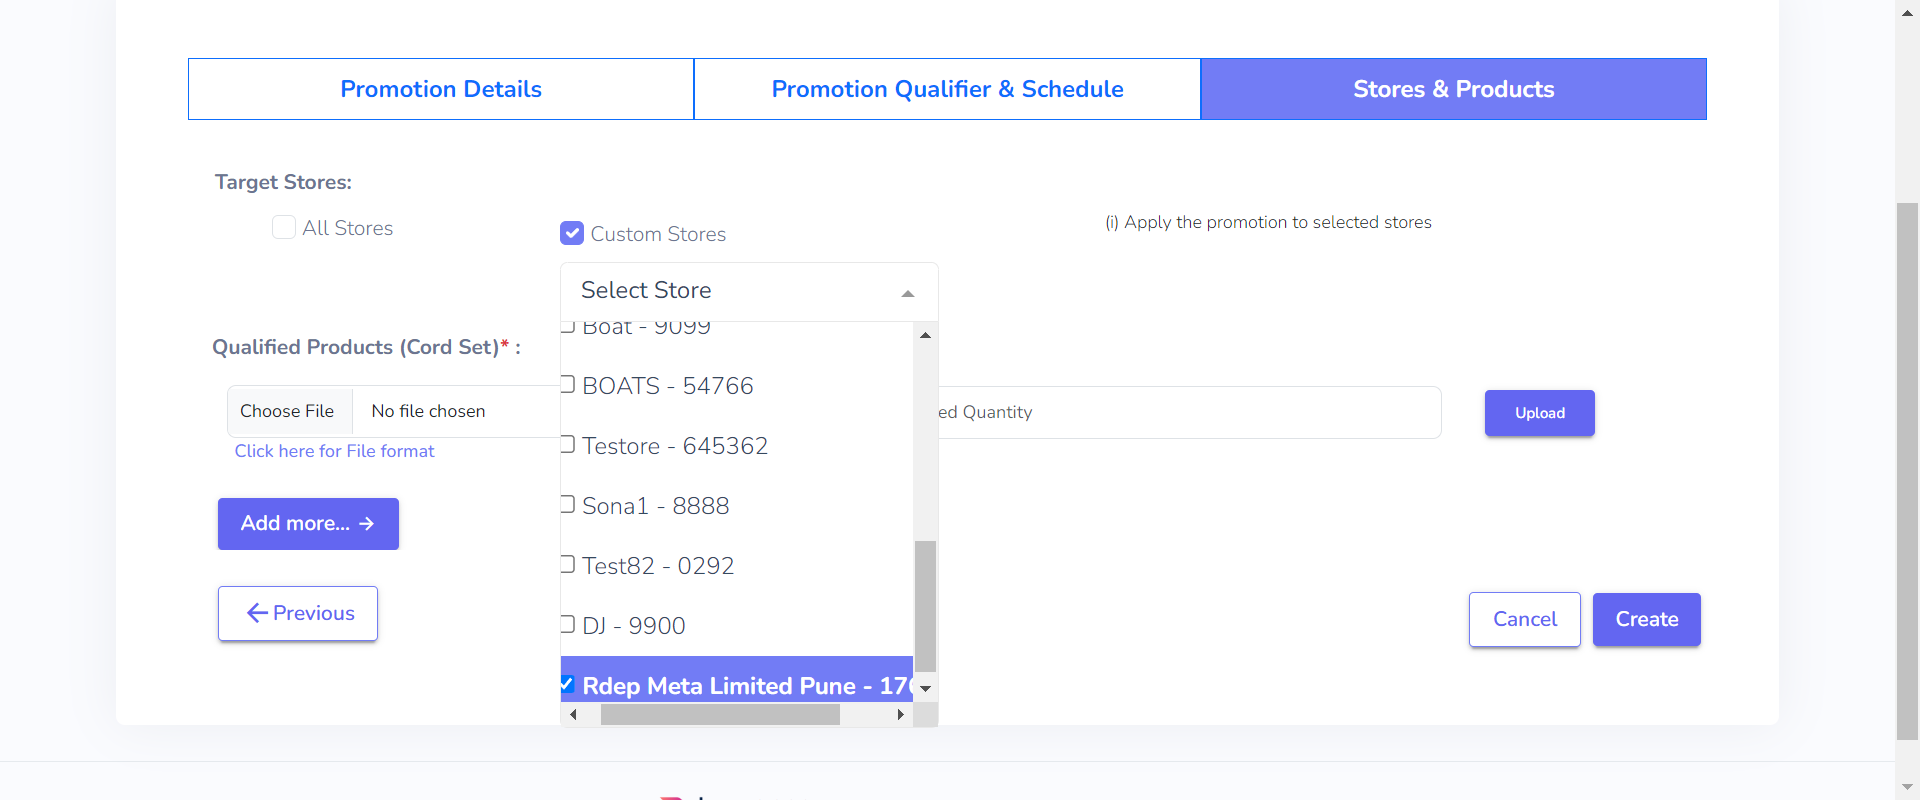 Promotion Details
Promotion Qualifier & Schedule
Stores & Products
Target Stores:
All Stores
Custom Stores
(i) Apply the promotion to selected stores
Select Store
Boat - 9099
Qualified Products (Cord Set)* :
BOATS - 54766
Choose File
No file chosen
ed Quantity
Upload
Click here for File format
Testore - 645362
Sona1 - 8888
Add more...
Test82 - 0292
Previous
DJ - 9900
Cancel
Create
Rdep Meta Limited Pune - 17